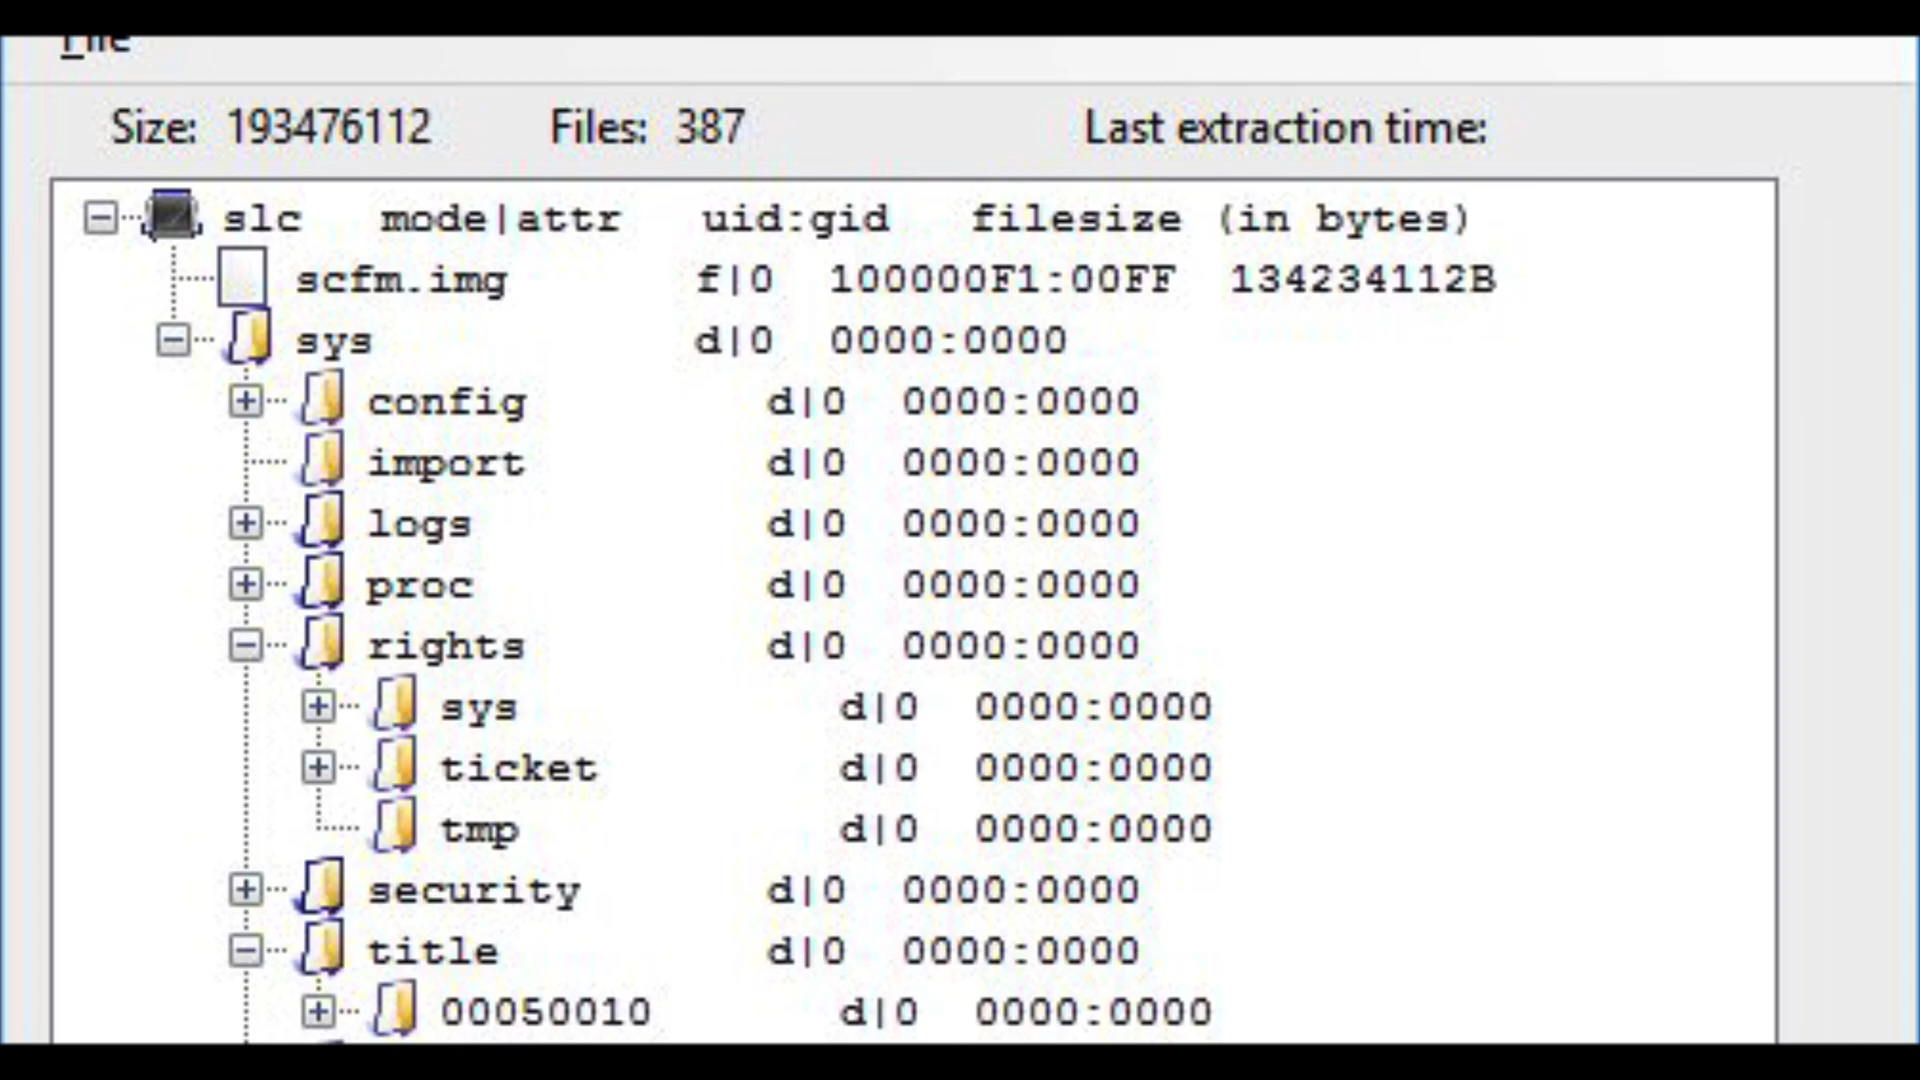 File
Size: 193476112 Files: 387 Last extraction time:
slc mode|attr uid:gid filesize (in bytes)
scfm.img f|0 100000F1:00FF 134234112B
sys d|0 0000:0000
config d|0 0000:0000
import d|0 0000:0000
logs d|0 0000:0000
proc d|0 0000:0000
rights d|0 0000:0000
sys d|0 0000:0000
ticket d|0 0000:0000
tmp d|0 0000:0000
security d|0 0000:0000
title d|0 0000:0000
00050010 d|0 0000:0000